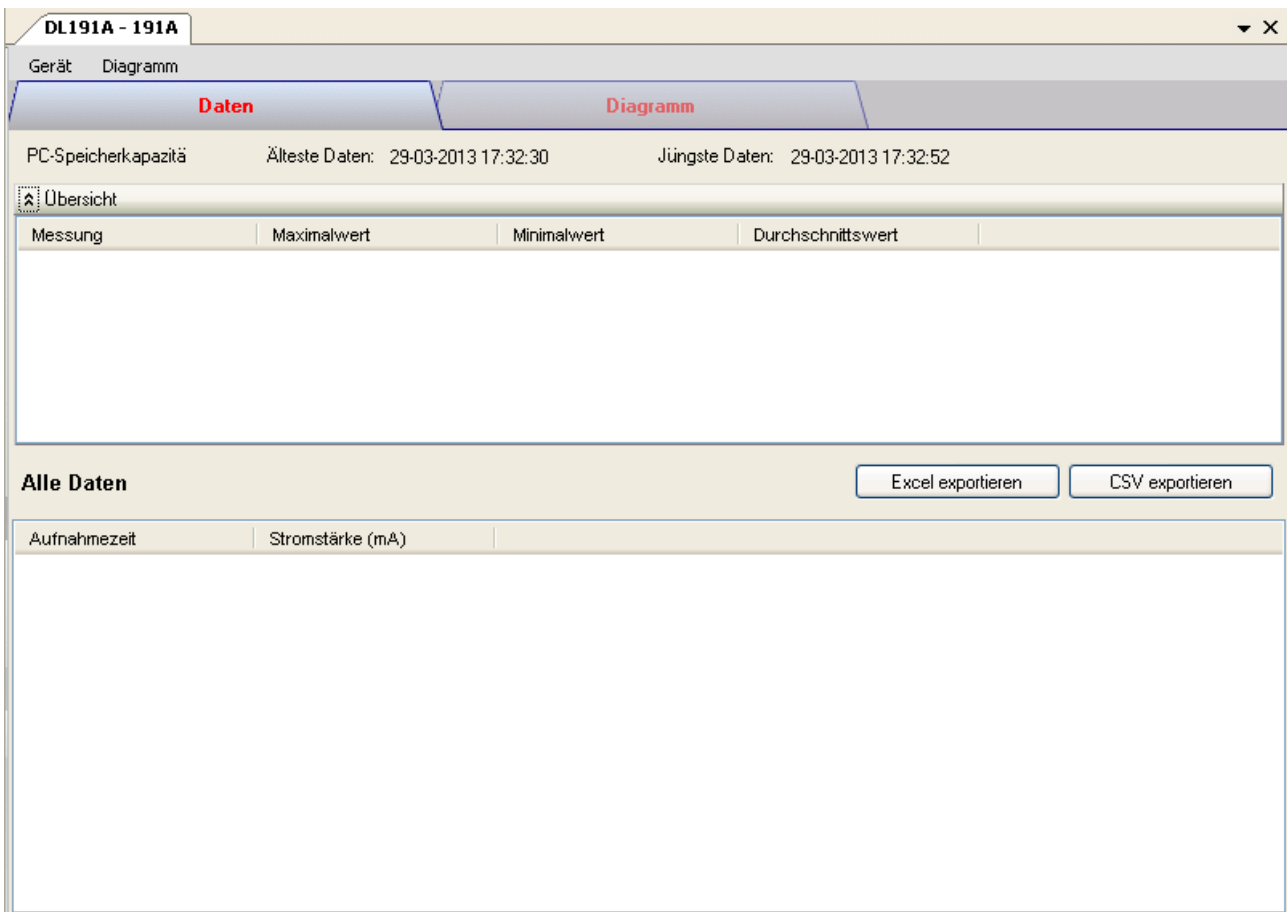 DL191A - 191A
Gerät Diagramm
Daten Diagramm
PC-Speicherkapazitä Älteste Daten: 29-03-2013 17:32:30 Jüngste Daten: 29-03-2013 17:32:52
Übersicht
Messung Maximalwert Minimalwert Durchschnittswert
Alle Daten Excel exportieren CSV exportieren
Aufnahmezeit Stromstärke (mA)